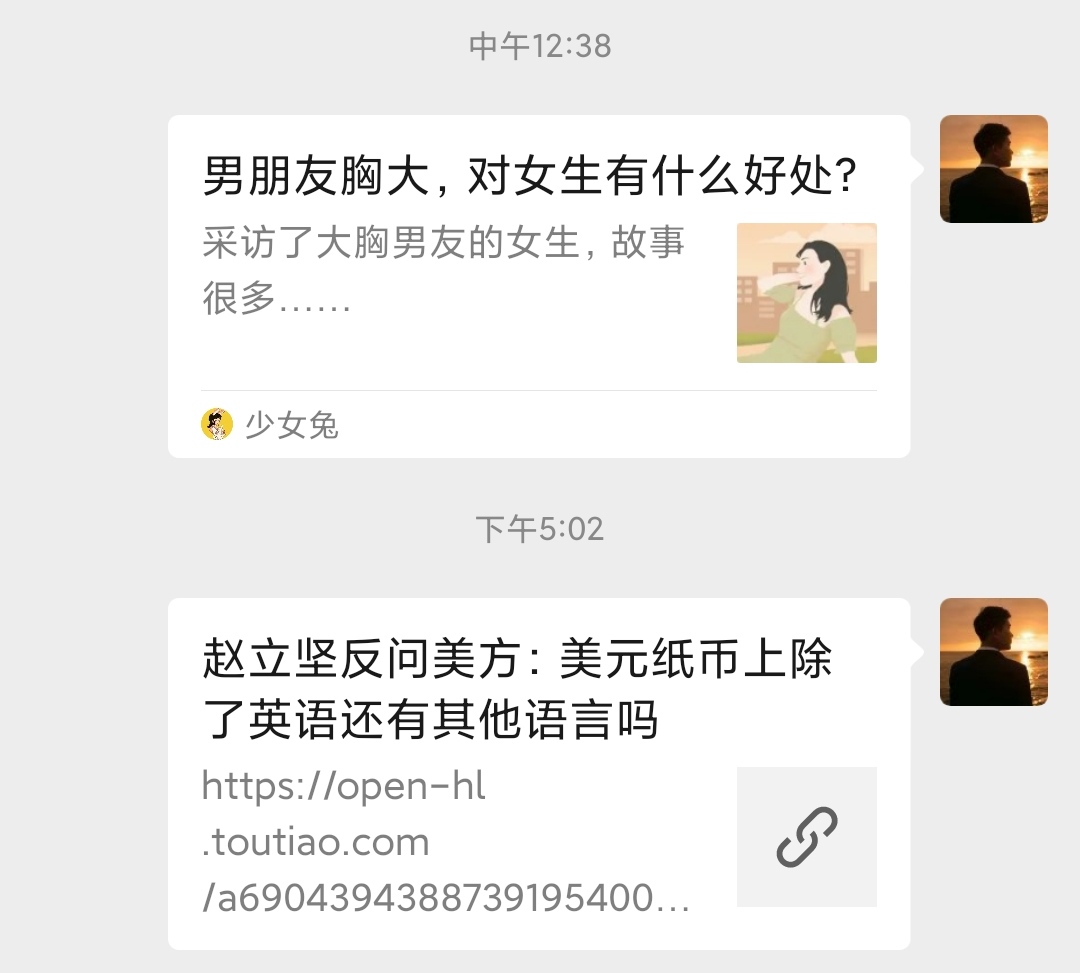 中午12:38
男朋友胸大，对女生有什么好处？
采访了大胸男友的女生，故事
很多……
少女兔
下午5:02
赵立坚反问美方：美元纸币上除
了英语还有其他语言吗
https://open-hl
.toutiao.com
/a6904394388739195400...